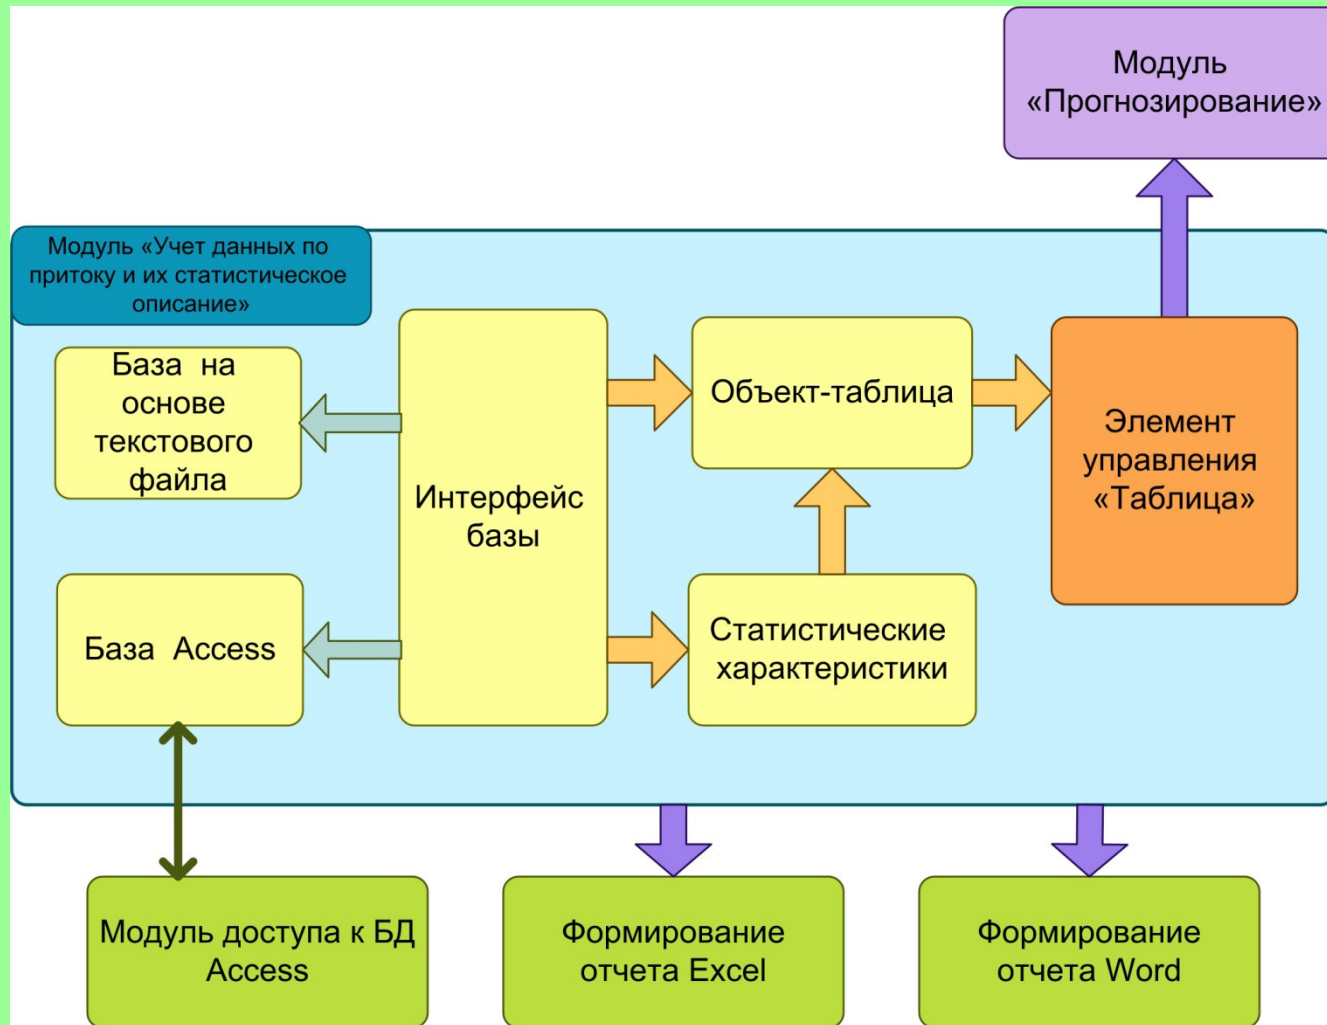 Модуль
«Прогнозирование»
Модуль «Учет данных по
притоку и их статистическое
описание»
База на
основе
текстового
файла
Интерфейс
базы
Объект-таблица
Элемент
управления
«Таблица»
База Access
Статистические
характеристики
Модуль доступа к БД
Access
Формирование
отчета Excel
Формирование
отчета Word